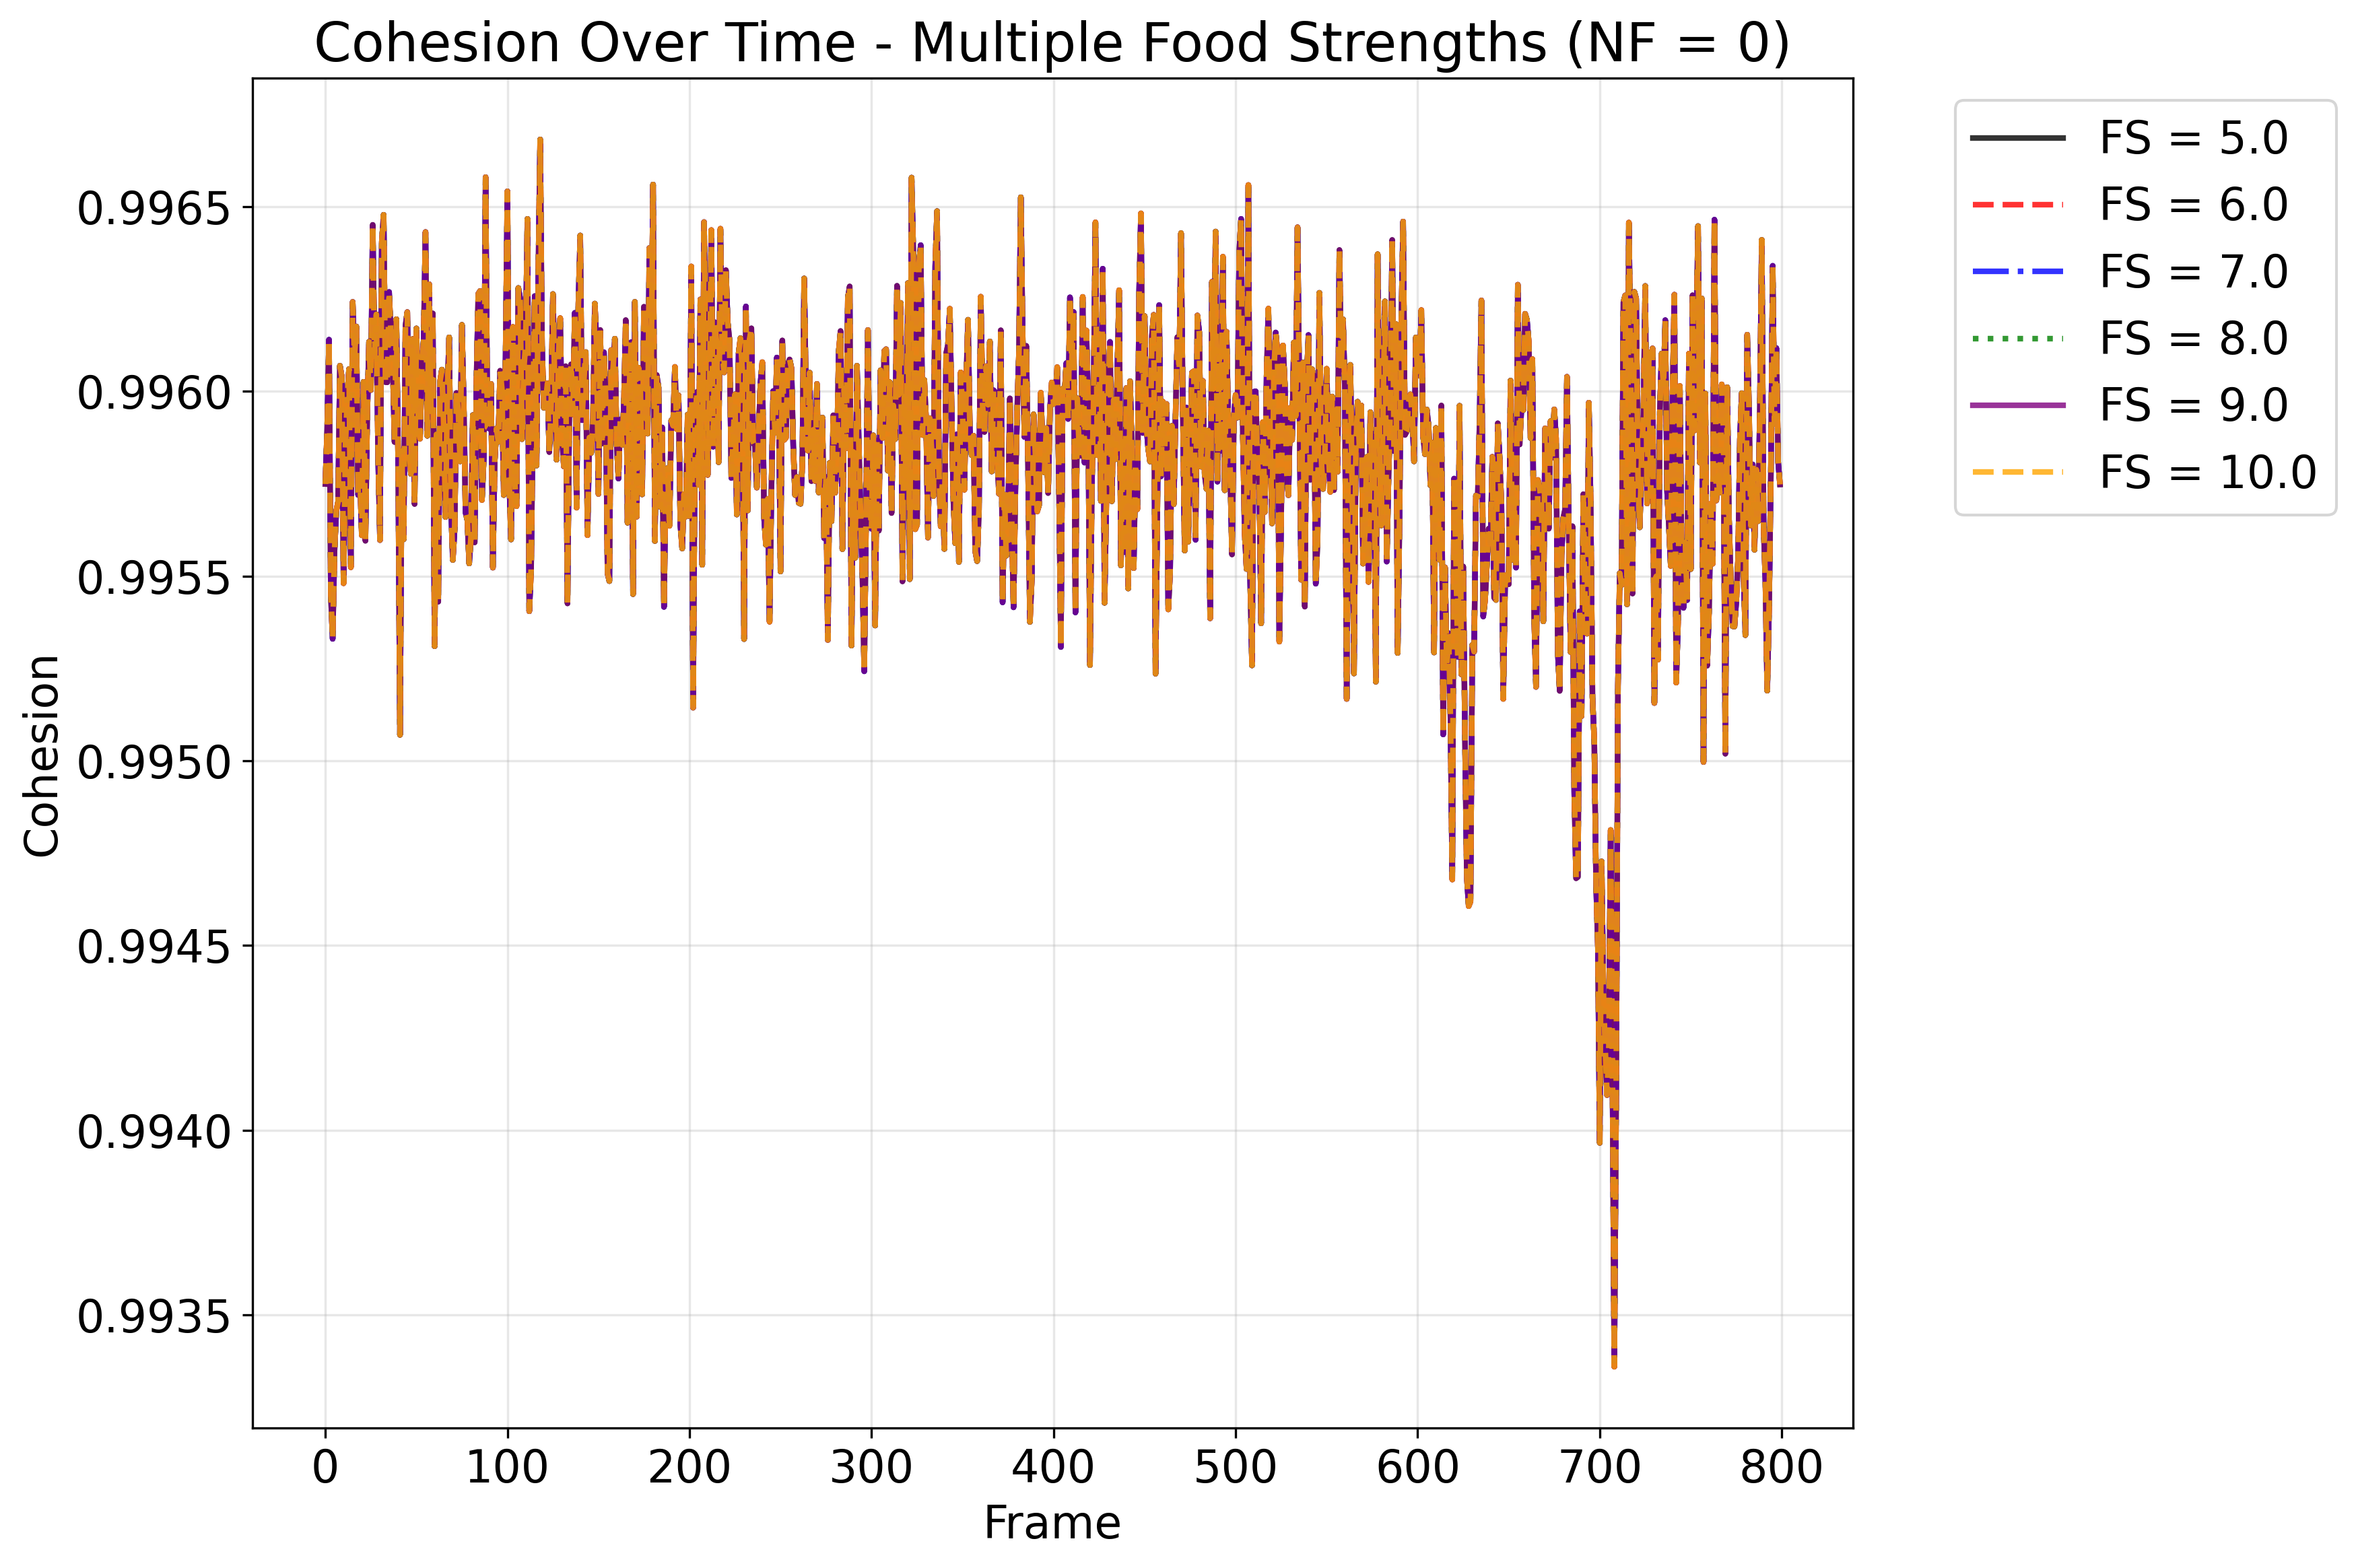 Cohesion Over Time - Multiple Food Strengths (NF = 0)
FS = 5.0
FS = 6.0
FS = 7.0
FS = 8.0
FS = 9.0
FS = 10.0
0.9965
0.9960
0.9955
0.9950
0.9945
0.9940
0.9935
Cohesion
0 100 200 300 400 500 600 700 800
Frame